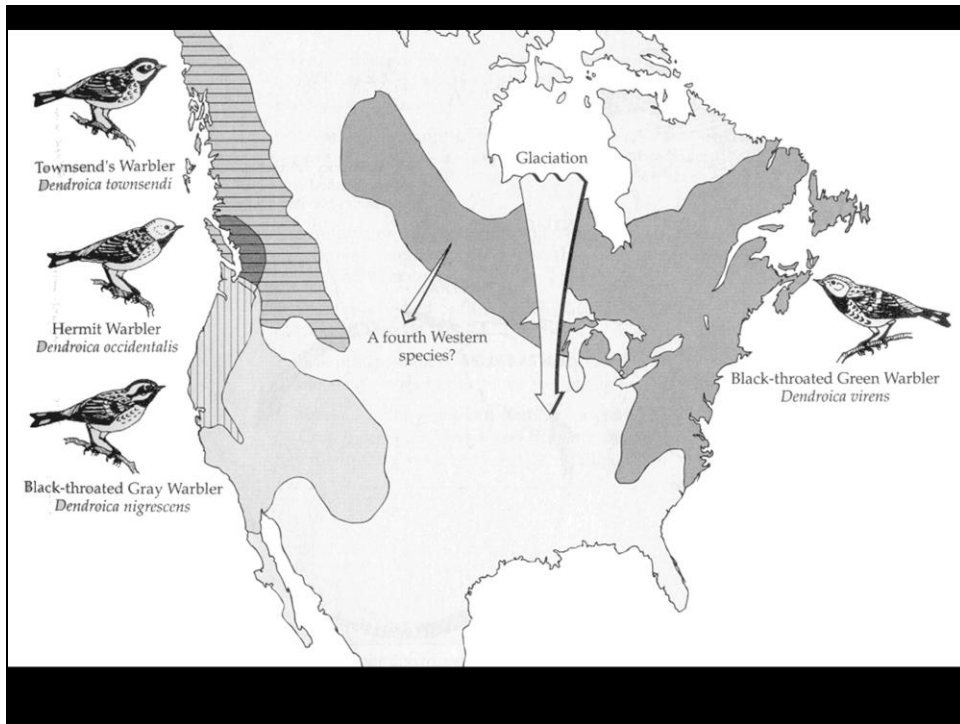 Townsend's Warbler
Dendroica townsendi
Hermit Warbler
Dendroica occidentalis
Black-throated Gray Warbler
Dendroica nigrescens
Glaciation
A fourth Western
species?
Black-throated Green Warbler
Dendroica virens